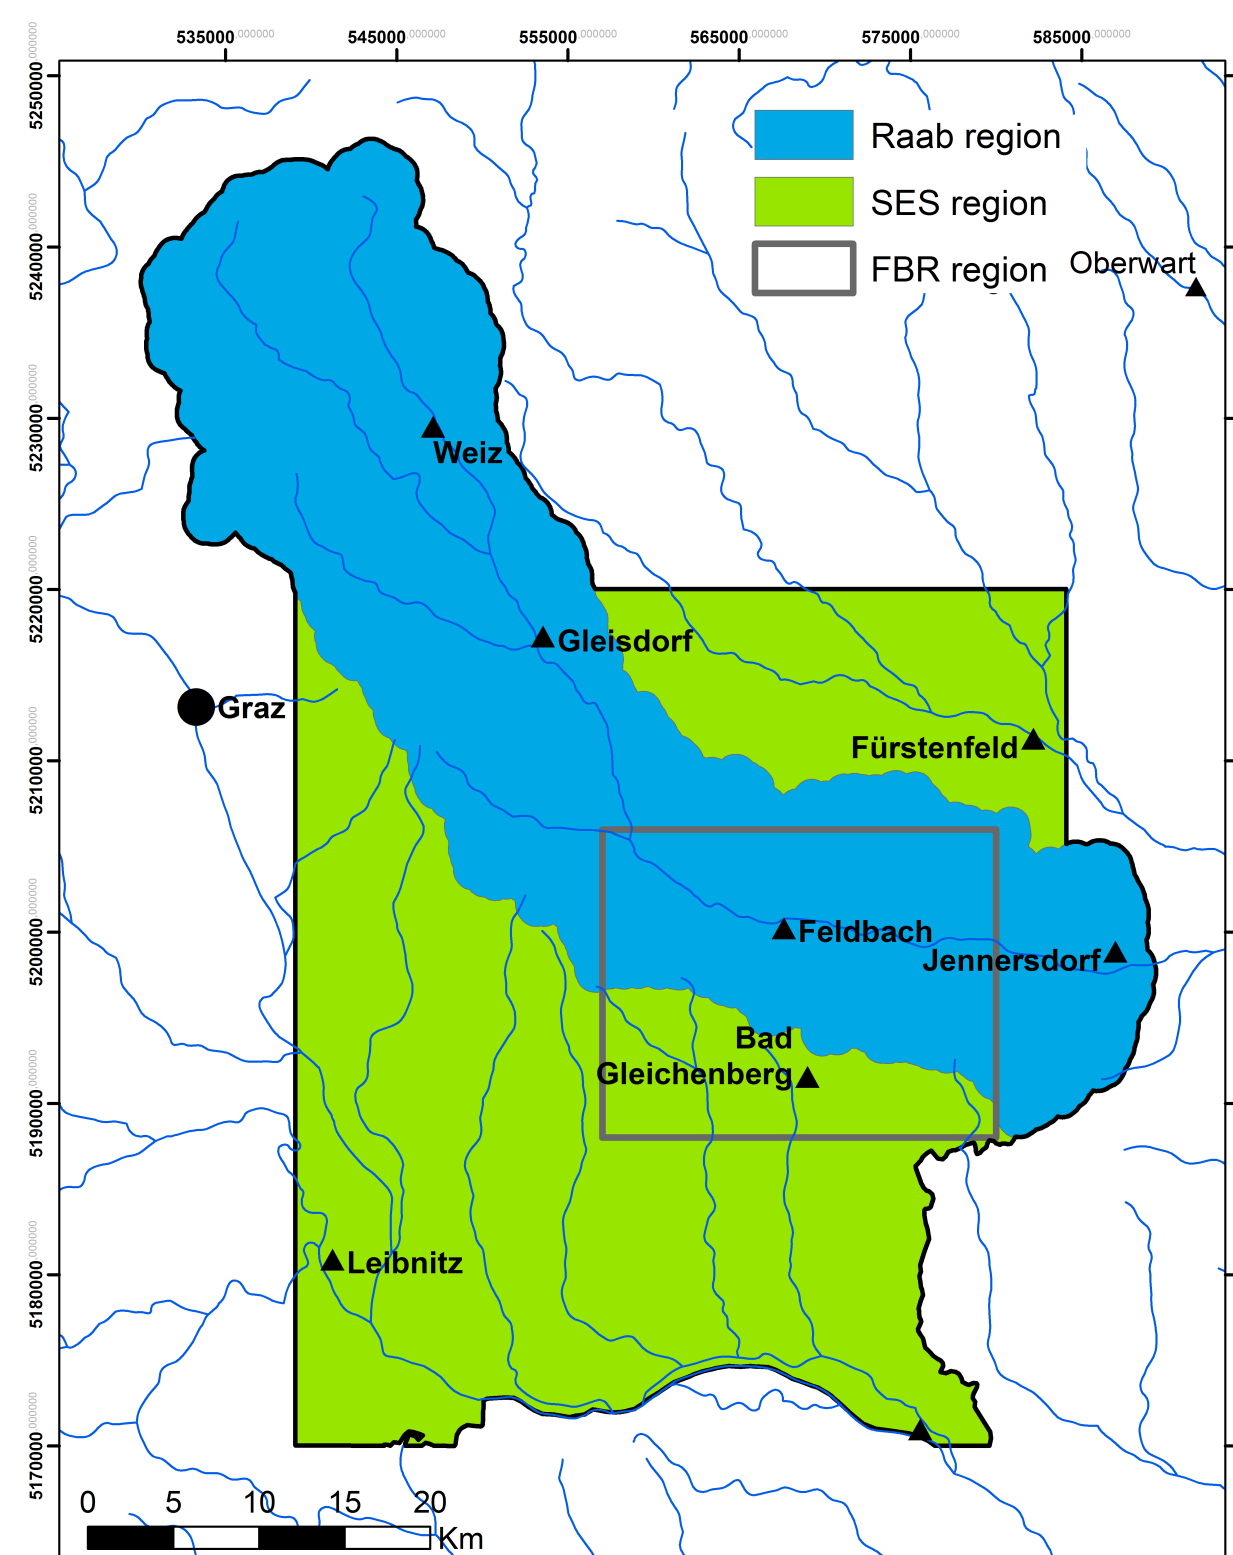 535000.000000 545000.000000 555000.000000 565000.000000 575000.000000 585000.000000
5250000.000000
5240000.000000
5230000.000000
5220000.000000
5210000.000000
5200000.000000
5190000.000000
5180000.000000
5170000.000000
Raab region
SES region
FBR region
Oberwart
Weiz
Gleisdorf
Graz
Fürstenfeld
Feldbach
Jennersdorf
Bad
Gleichenberg
Leibnitz
0 5 10 15 20
Km